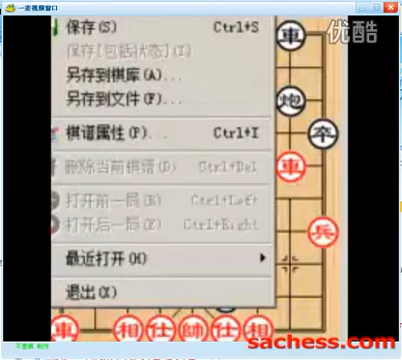 一麦视频窗口
优酷
保存(S) Ctrl+S
保存[包括状态](T)
另存到棋库(A)...
另存到文件(F)...
棋谱属性(P)... Ctrl+I
删除当前棋谱(D) Ctrl+Del
打开前一局(R) Ctrl+Left
打开后一局(E) Ctrl+Right
最近打开(H)
退出(X)
車
炮
卒
車
兵
車 相 仕 帥 仕 相
sachess.com